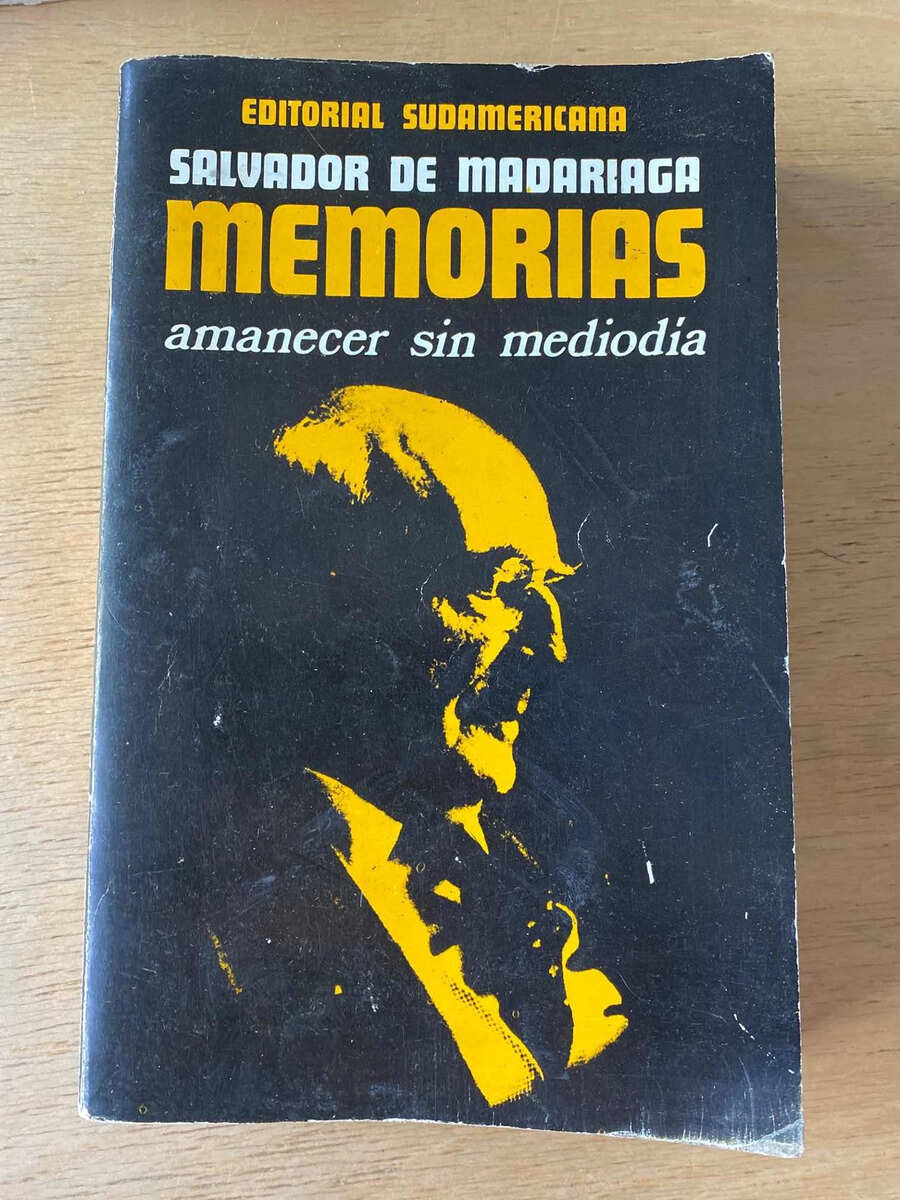 EDITORIAL SUDAMERICANA
SALVADOR DE MADARIAGA
MEMORIAS
amanecer sin mediodía